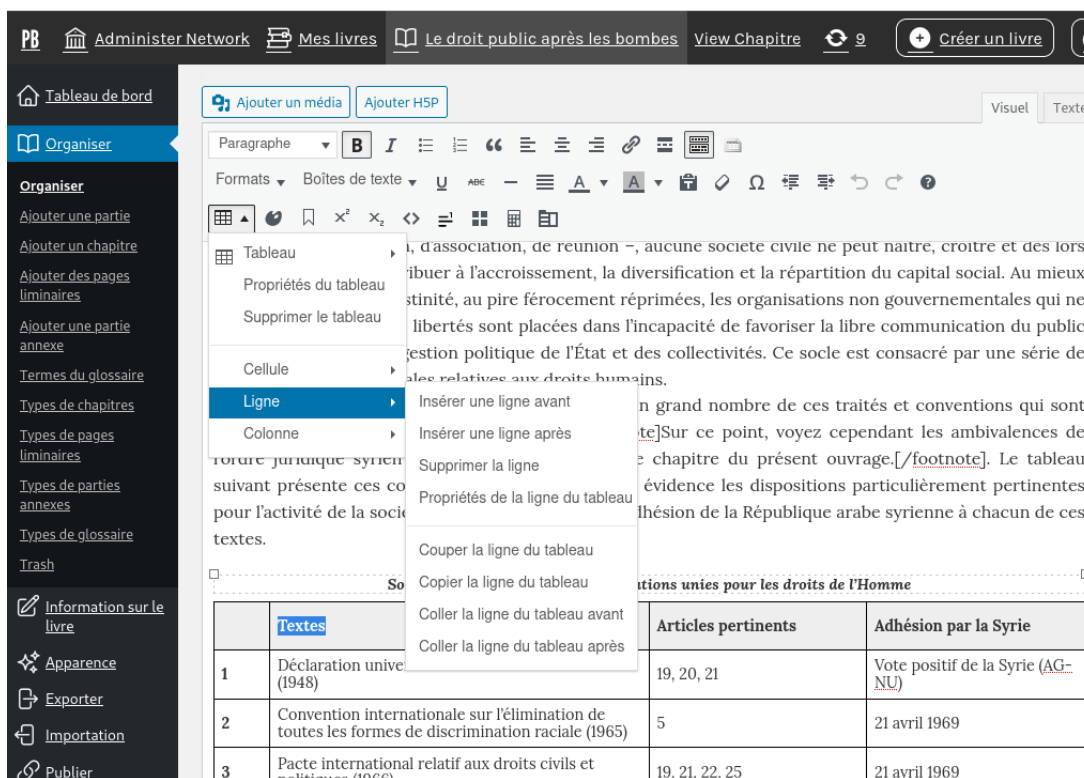 PB Administer Network Mes livres Le droit public après les bombes View Chapitre 9 Créer un livre
Tableau de bord
Organiser
Organiser
Ajouter une partie
Ajouter un chapitre
Ajouter des pages
liminaires
Ajouter une partie
annexe
Termes du glossaire
Types de chapitres
Types de pages
liminaires
Types de parties
annexes
Types de glossaire
Trash
Information sur le
livre
Apparence
Exporter
Importation
Publier
Ajouter un média Ajouter H5P
Visuel Texte
Paragraphe B I
Formats Boîtes de texte U ABC A A Ω
Tableau
Propriétés du tableau
Supprimer le tableau
Cellule
Ligne
Colonne
Insérer une ligne avant
Insérer une ligne après
Supprimer la ligne
Propriétés de la ligne du tableau
Couper la ligne du tableau
Copier la ligne du tableau
Coller la ligne du tableau avant
Coller la ligne du tableau après
, d’association, de réunion –, aucune société civile ne peut naître, croître et dès lors
ribuer à l’accroissement, la diversification et la répartition du capital social. Au mieux
stinité, au pire férocement réprimées, les organisations non gouvernementales qui ne
libertés sont placées dans l’incapacité de favoriser la libre communication du public
gestion politique de l’État et des collectivités. Ce socle est consacré par une série de
ales relatives aux droits humains.
n grand nombre de ces traités et conventions qui sont
te]Sur ce point, voyez cependant les ambivalences de
l’ordre juridique syrien e chapitre du présent ouvrage.[/footnote]. Le tableau
suivant présente ces co évidence les dispositions particulièrement pertinentes
pour l’activité de la socié dhésion de la République arabe syrienne à chacun de ces
textes.
So ations unies pour les droits de l’Homme
Textes Articles pertinents Adhésion par la Syrie
1 Déclaration unive 19, 20, 21 Vote positif de la Syrie (AG-
(1948) NU)
2 Convention internationale sur l’élimination de 5 21 avril 1969
toutes les formes de discrimination raciale (1965)
3 Pacte international relatif aux droits civils et 19, 21, 22, 25 21 avril 1969
politiques (1966)